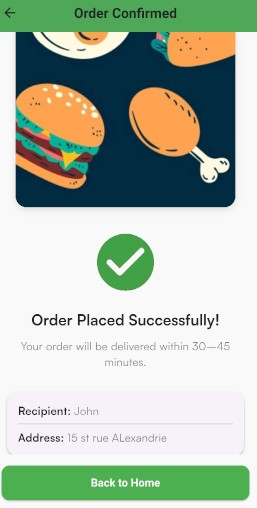 Order Confirmed
Order Placed Successfully!
Your order will be delivered within 30–45
minutes.
Recipient: John
Address: 15 st rue ALexandrie
Back to Home